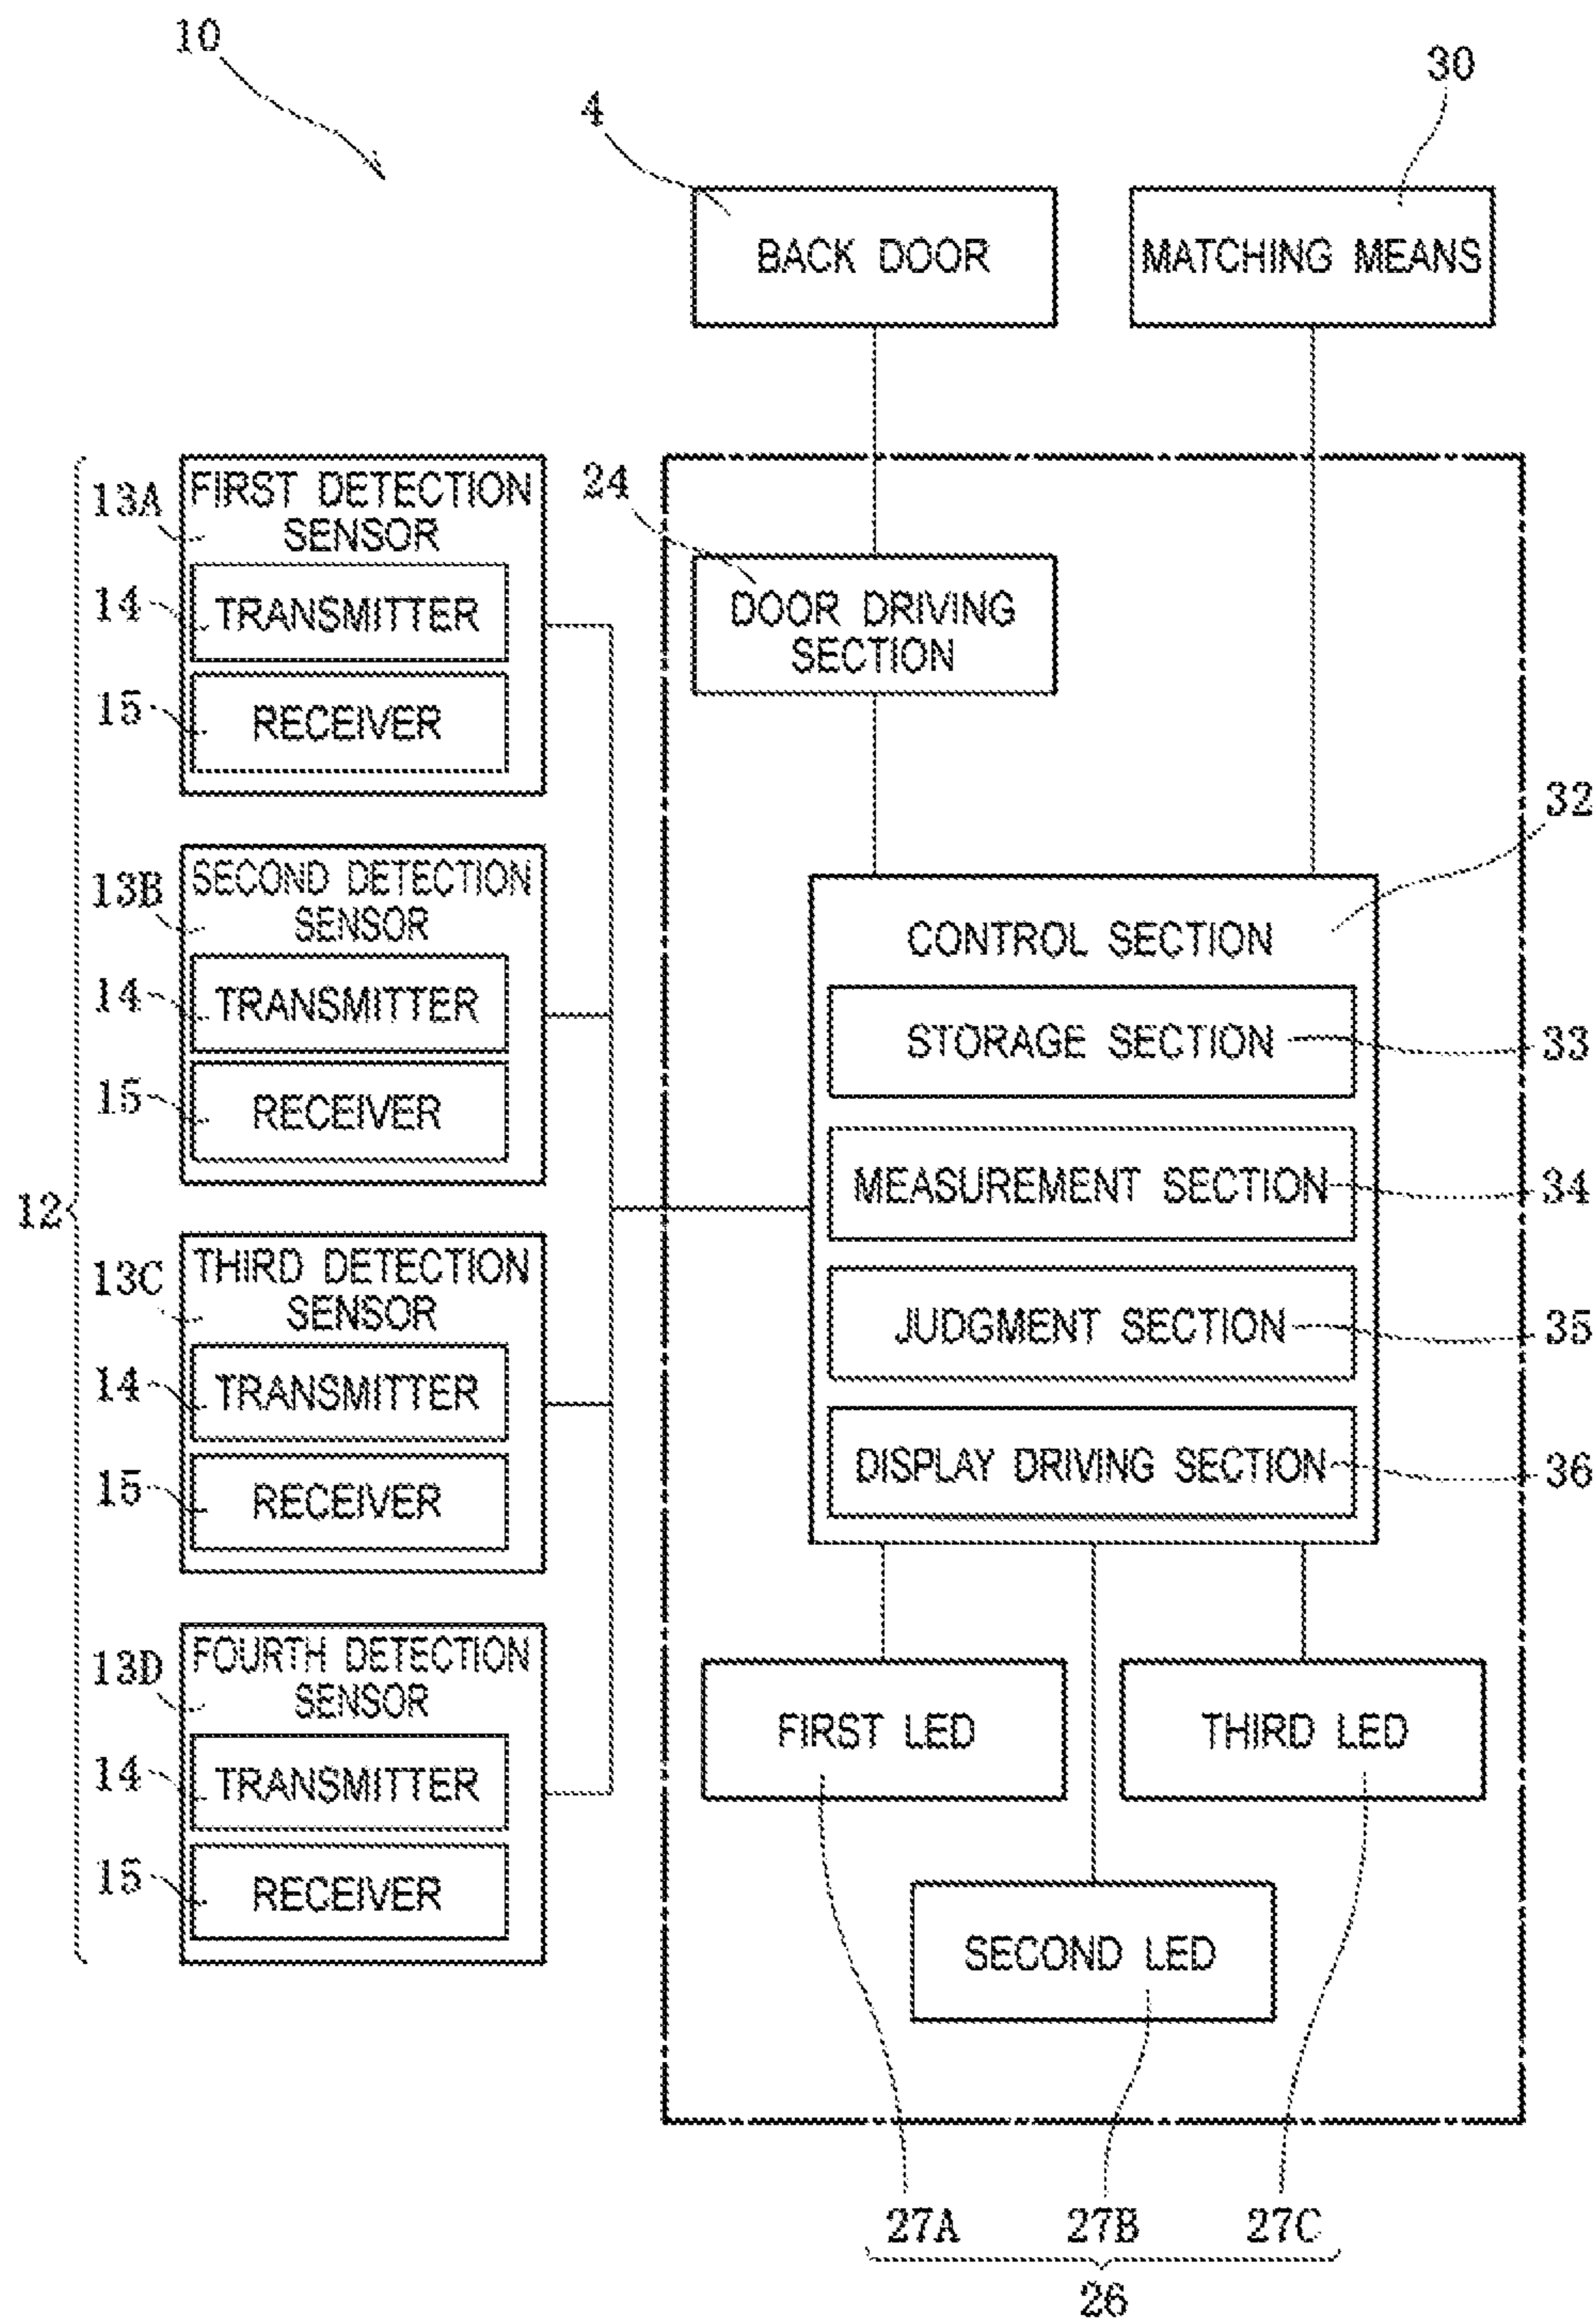 10
4
30
BACK DOOR
MATCHING MEANS
13A
FIRST DETECTION
SENSOR
14
TRANSMITTER
15
RECEIVER
24
DOOR DRIVING
SECTION
13B
SECOND DETECTION
SENSOR
14
TRANSMITTER
15
RECEIVER
12
13C
THIRD DETECTION
SENSOR
14
TRANSMITTER
15
RECEIVER
13D
FOURTH DETECTION
SENSOR
14
TRANSMITTER
15
RECEIVER
32
CONTROL SECTION
STORAGE SECTION
33
MEASUREMENT SECTION
34
JUDGMENT SECTION
35
DISPLAY DRIVING SECTION
36
FIRST LED
THIRD LED
SECOND LED
27A
27B
27C
26